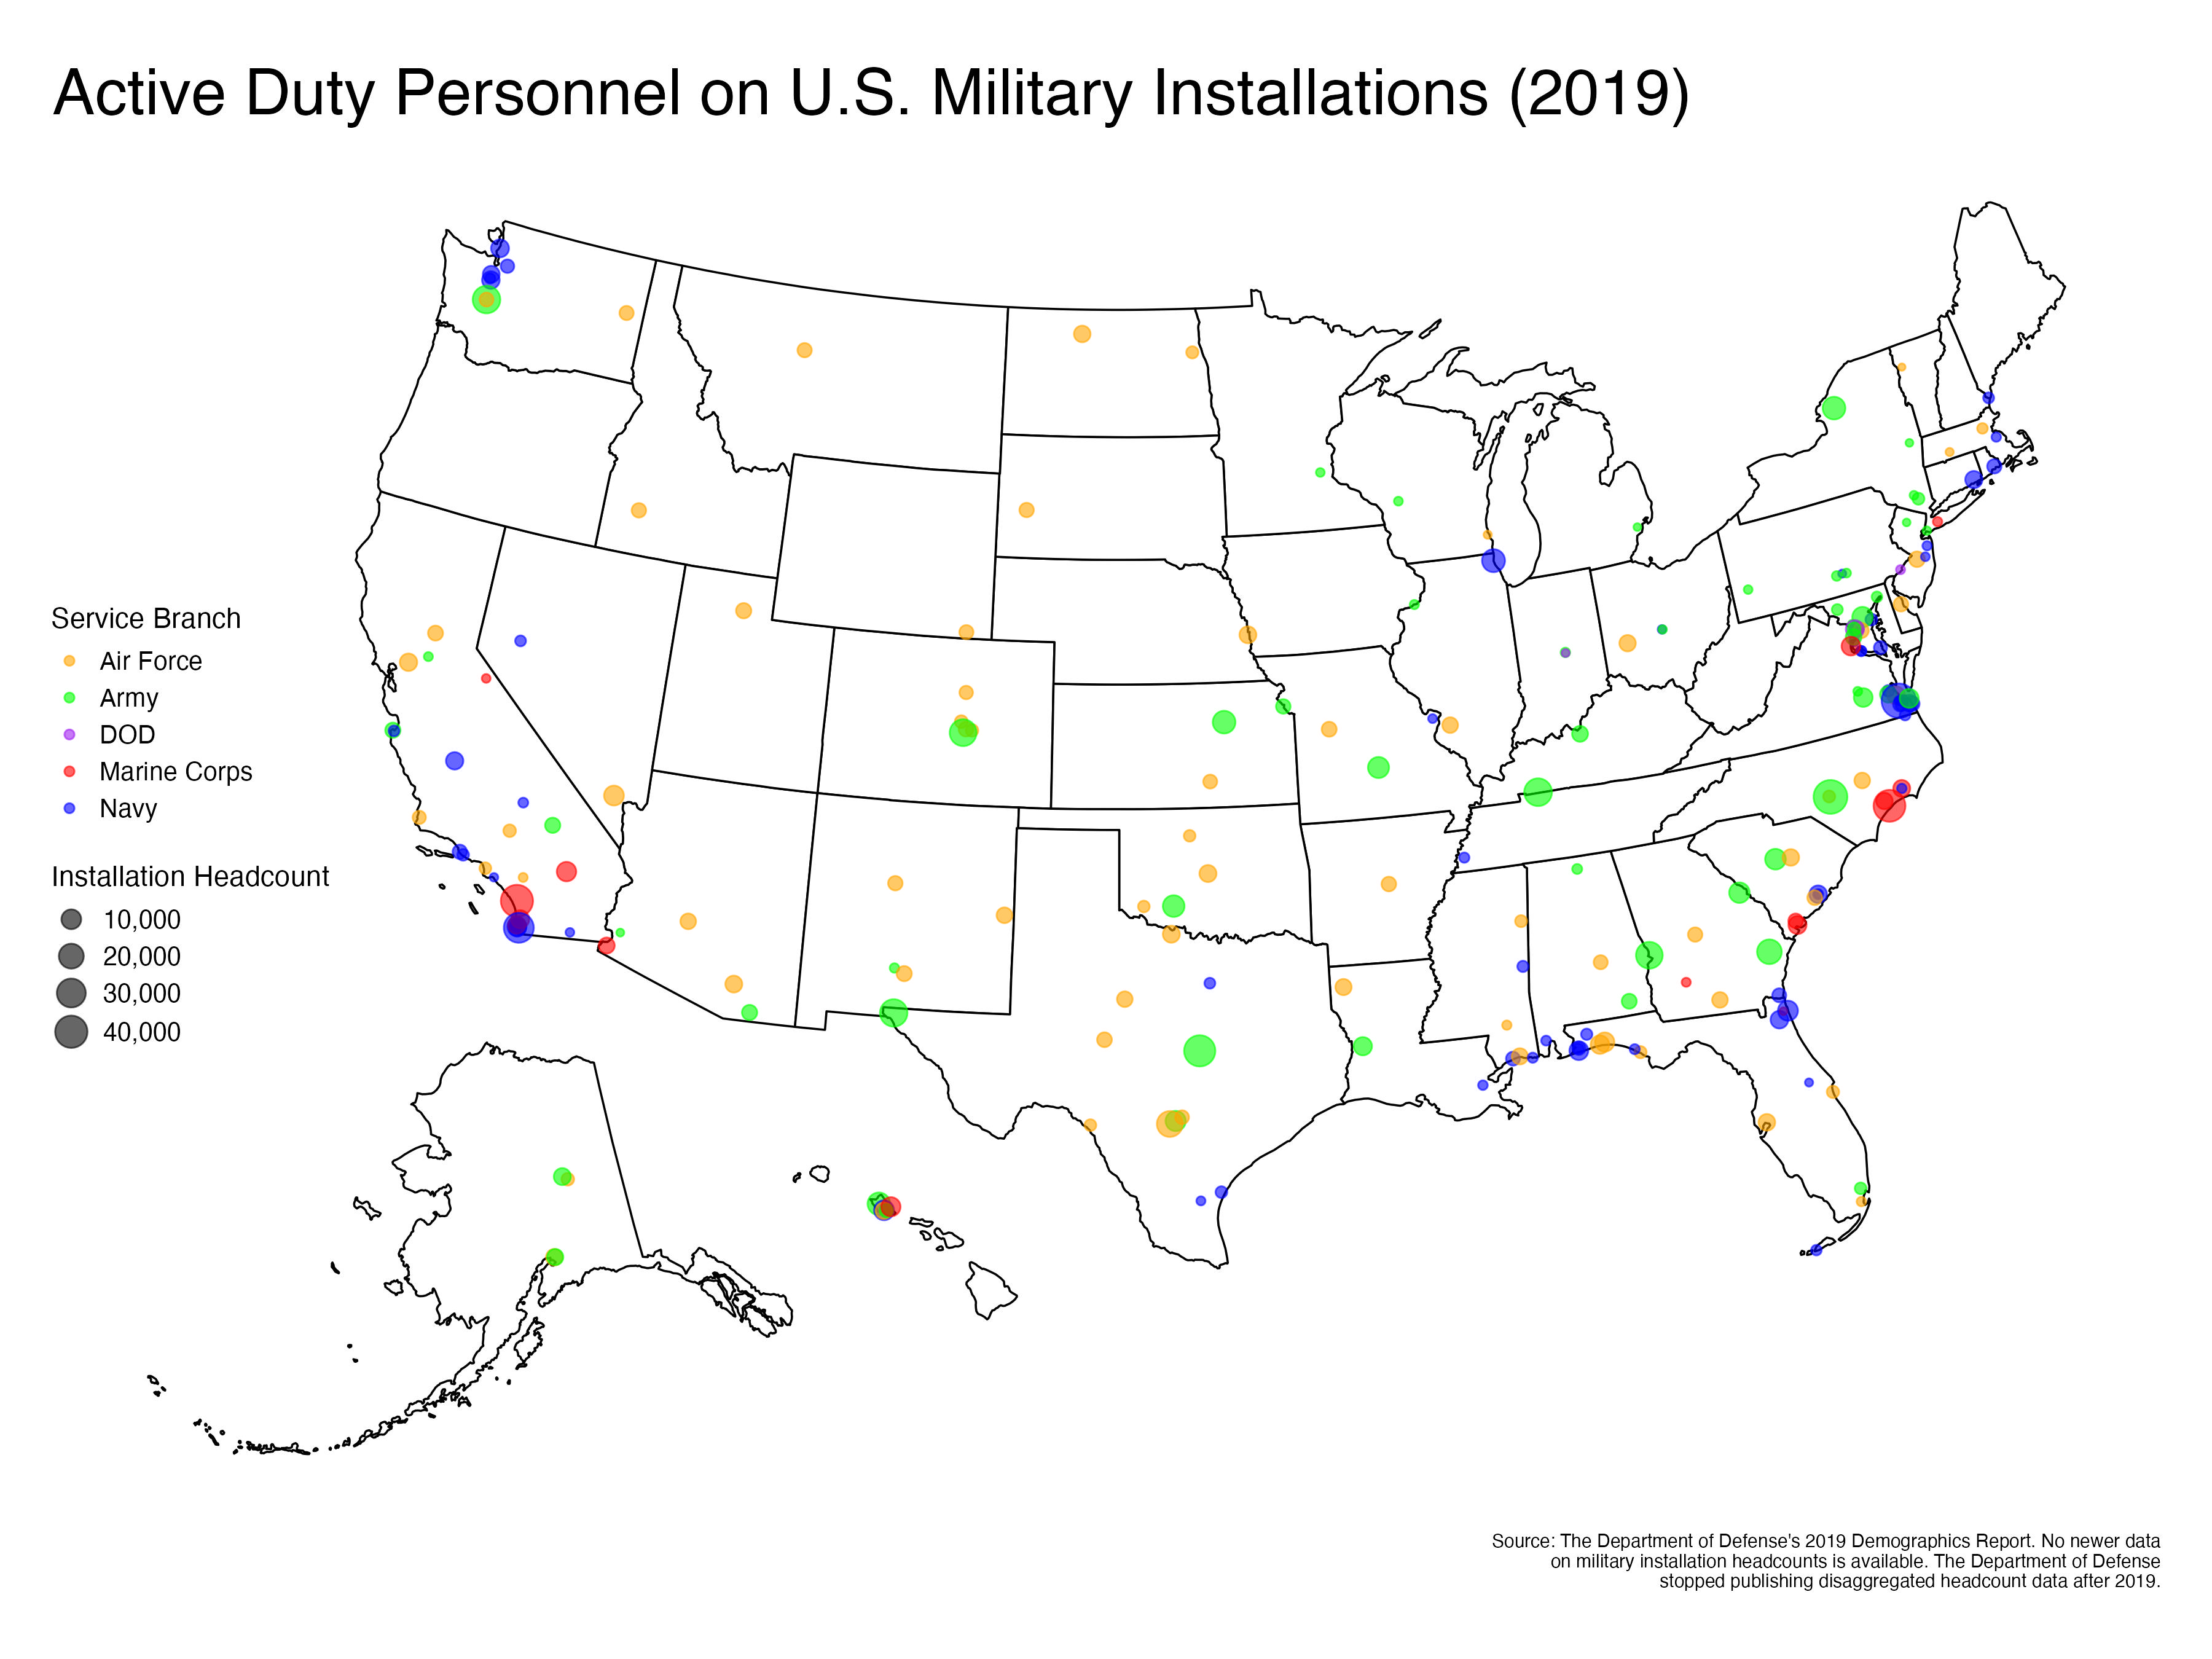 Active Duty Personnel on U.S. Military Installations (2019)
Service Branch
Air Force
Army
DOD
Marine Corps
Navy
Installation Headcount
10,000
20,000
30,000
40,000
Source: The Department of Defense's 2019 Demographics Report. No newer data
on military installation headcounts is available. The Department of Defense
stopped publishing disaggregated headcount data after 2019.